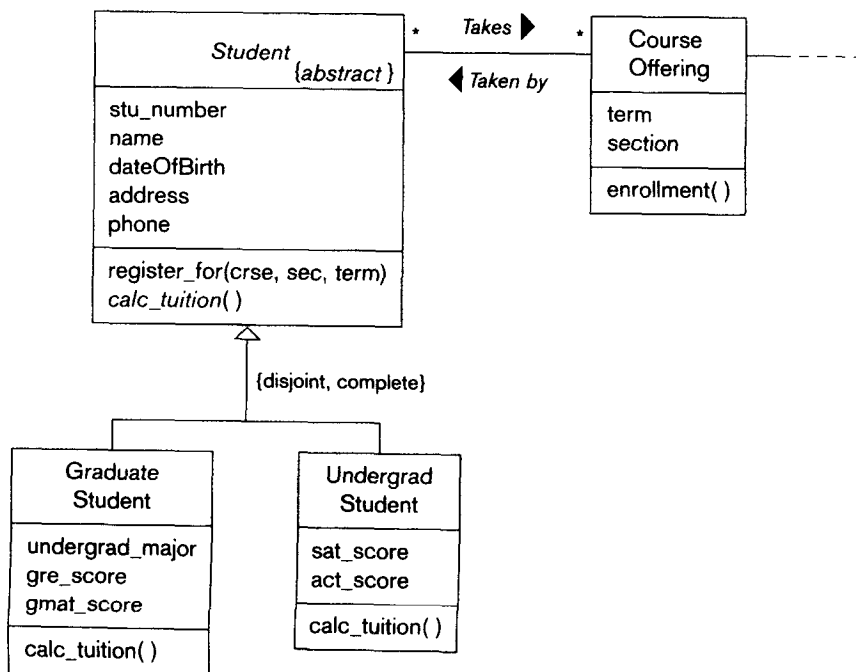 Student
{abstract }
stu_number
name
dateOfBirth
address
phone
register_for(crse, sec, term)
calc_tuition( )
* Takes *
Taken by
Course
Offering
term
section
enrollment( )
{disjoint, complete}
Graduate
Student
undergrad_major
gre_score
gmat_score
calc_tuition( )
Undergrad
Student
sat_score
act_score
calc_tuition( )